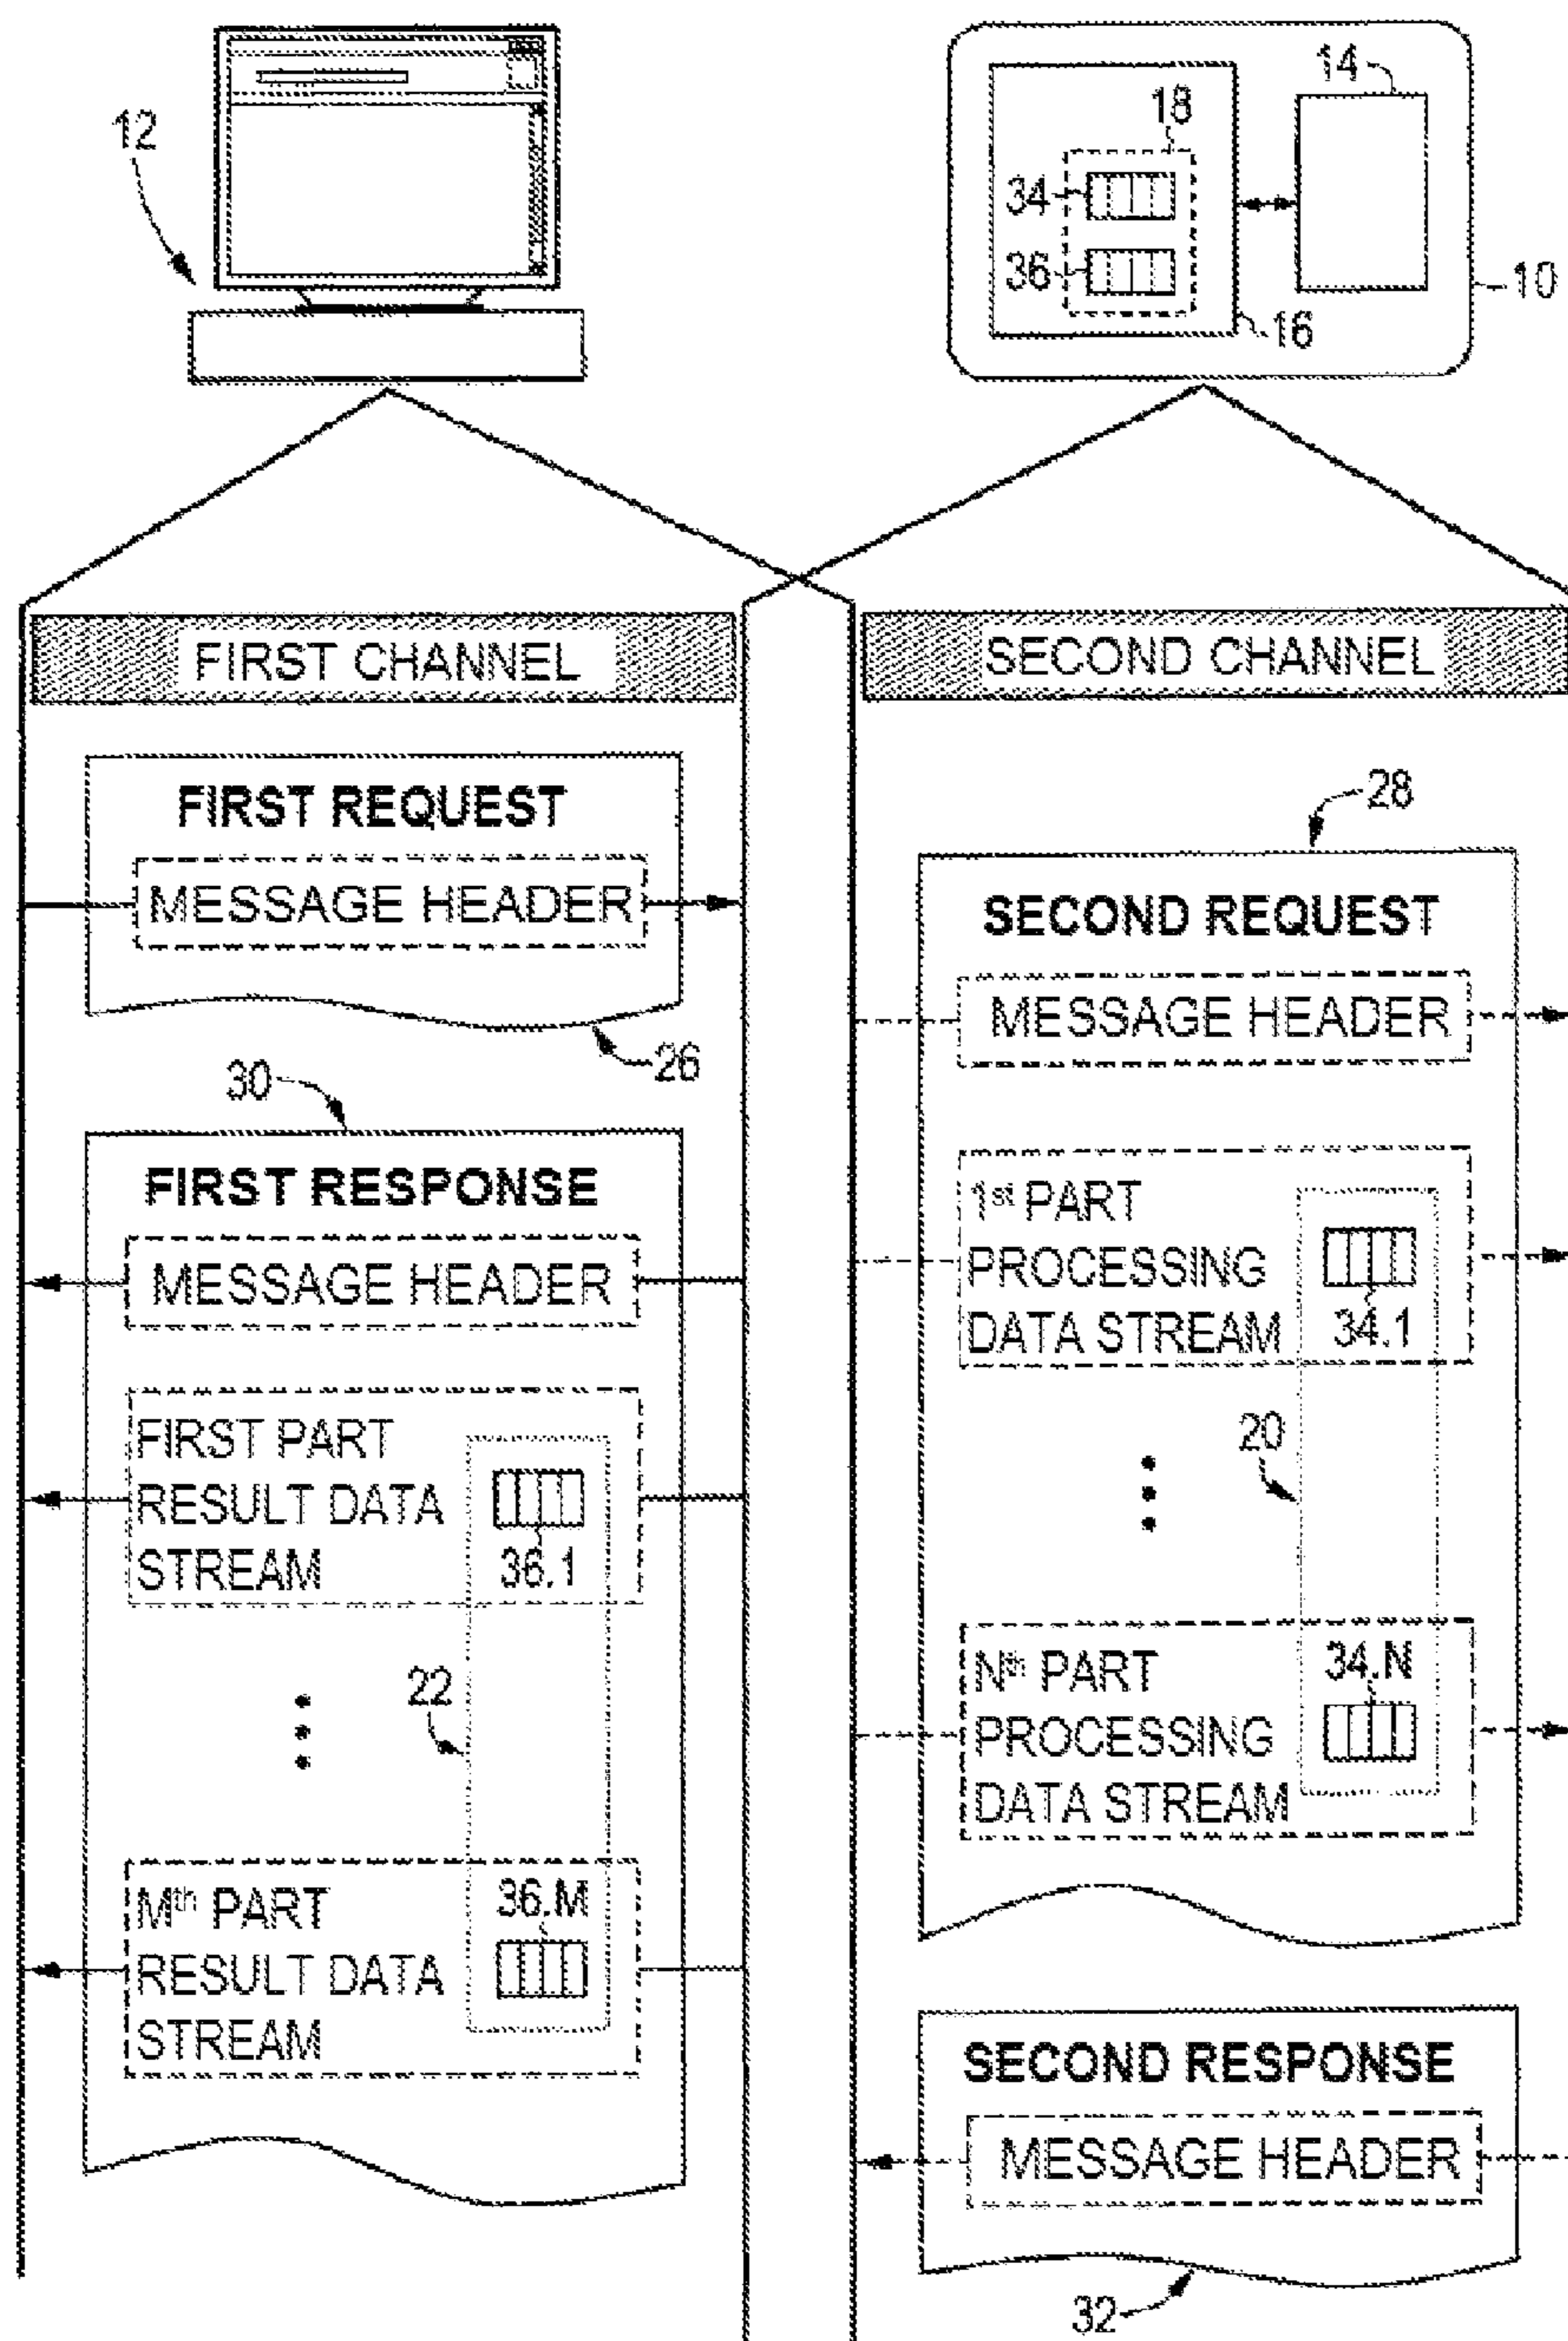 12
14
18
34
36
10
16
FIRST CHANNEL
SECOND CHANNEL
FIRST REQUEST
MESSAGE HEADER
26
28
SECOND REQUEST
MESSAGE HEADER
30
FIRST RESPONSE
MESSAGE HEADER
1st PART
PROCESSING
DATA STREAM
34.1
FIRST PART
RESULT DATA
STREAM
36.1
20
22
Nth PART
PROCESSING
DATA STREAM
34.N
Mth PART
RESULT DATA
STREAM
36.M
SECOND RESPONSE
MESSAGE HEADER
32